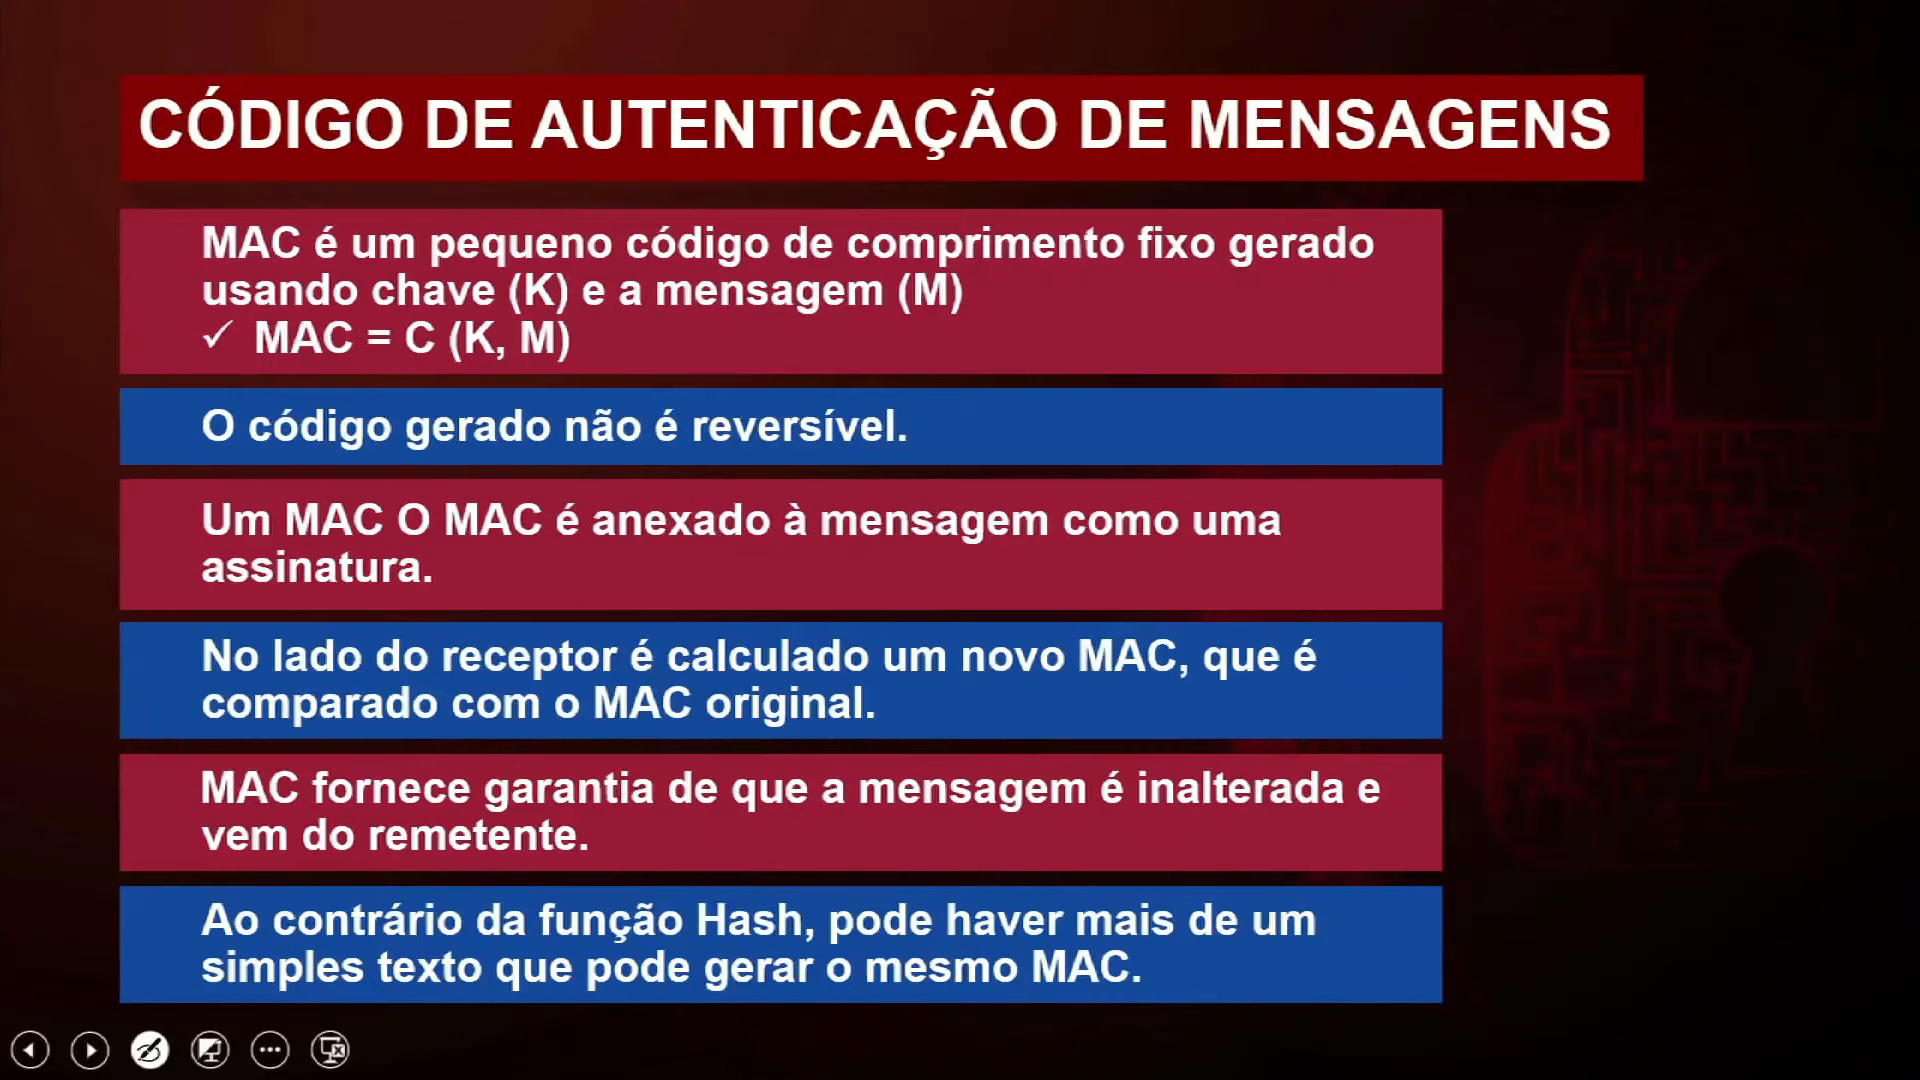 CÓDIGO DE AUTENTICAÇÃO DE MENSAGENS
MAC é um pequeno código de comprimento fixo gerado
usando chave (K) e a mensagem (M)
✓ MAC = C (K, M)
O código gerado não é reversível.
Um MAC O MAC é anexado à mensagem como uma
assinatura.
No lado do receptor é calculado um novo MAC, que é
comparado com o MAC original.
MAC fornece garantia de que a mensagem é inalterada e
vem do remetente.
Ao contrário da função Hash, pode haver mais de um
simples texto que pode gerar o mesmo MAC.